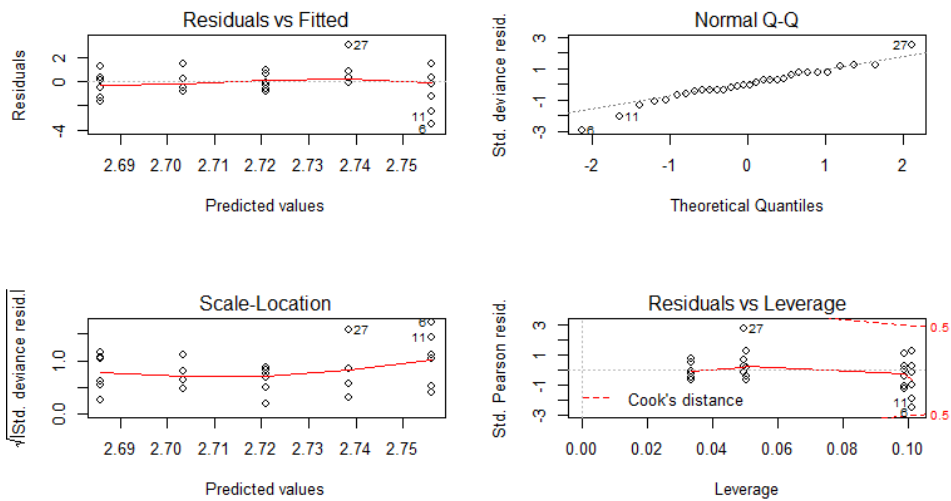 Residuals vs Fitted
Residuals
2
0
-4
27
11
6
2.69 2.70 2.71 2.72 2.73 2.74 2.75
Predicted values
Normal Q-Q
Std. deviance resid.
3
1
-1
-3
27
11
6
-2 -1 0 1 2
Theoretical Quantiles
Scale-Location
√|Std. deviance resid.|
1.0
0.0
6
11
27
2.69 2.70 2.71 2.72 2.73 2.74 2.75
Predicted values
Residuals vs Leverage
Std. Pearson resid.
3
1
-1
-3
27
0.5
Cook's distance
11
6
0.5
0.00 0.02 0.04 0.06 0.08 0.10
Leverage